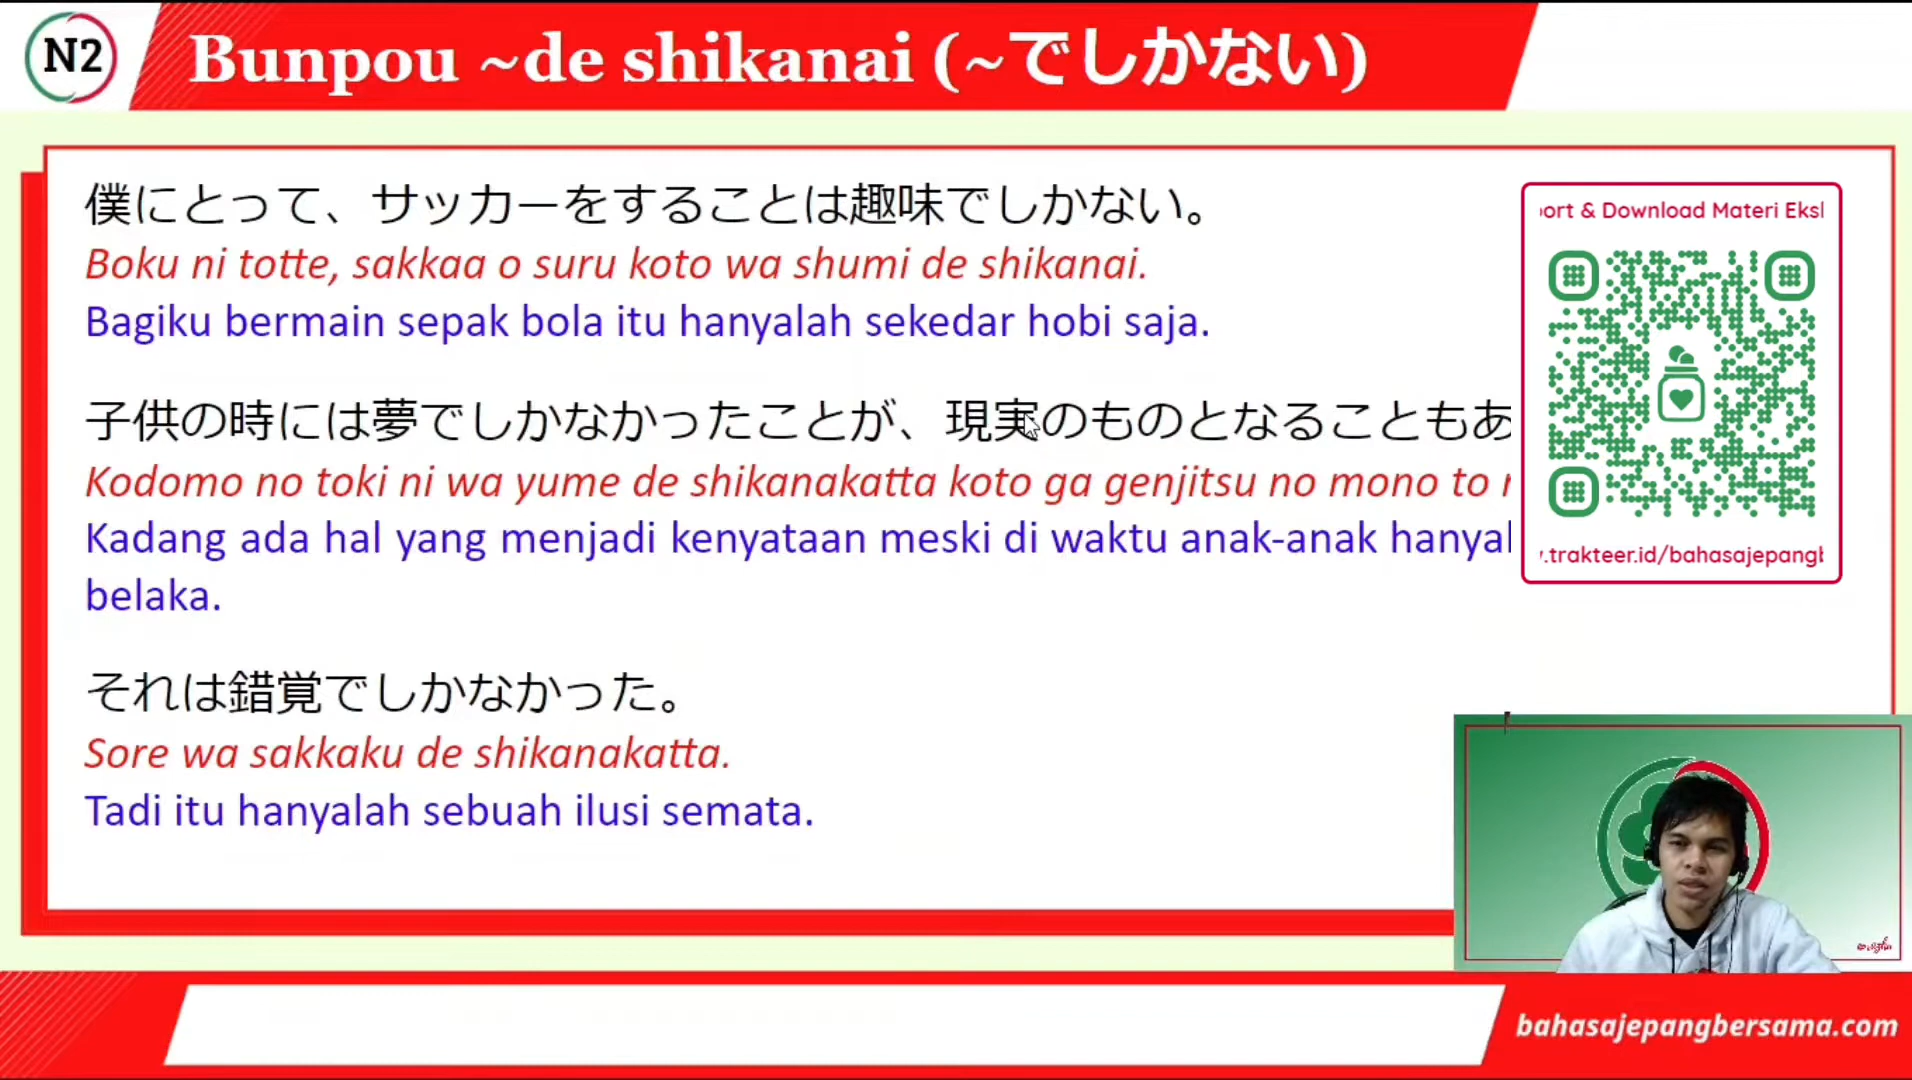 N2
Bunpou ~de shikanai (~でしかない)
僕にとって、サッカーをすることは趣味でしかない。
Boku ni totte, sakkaa o suru koto wa shumi de shikanai.
Bagiku bermain sepak bola itu hanyalah sekedar hobi saja.
子供の時には夢でしかなかったことが、現実のものとなることもあ
Kodomo no toki ni wa yume de shikanakatta koto ga genjitsu no mono to
Kadang ada hal yang menjadi kenyataan meski di waktu anak-anak hanyal
belaka.
それは錯覚でしかなかった。
Sore wa sakkaku de shikanakatta.
Tadi itu hanyalah sebuah ilusi semata.
ort & Download Materi Eksl
.trakteer.id/bahasajepangb
bahasajepangbersama.com